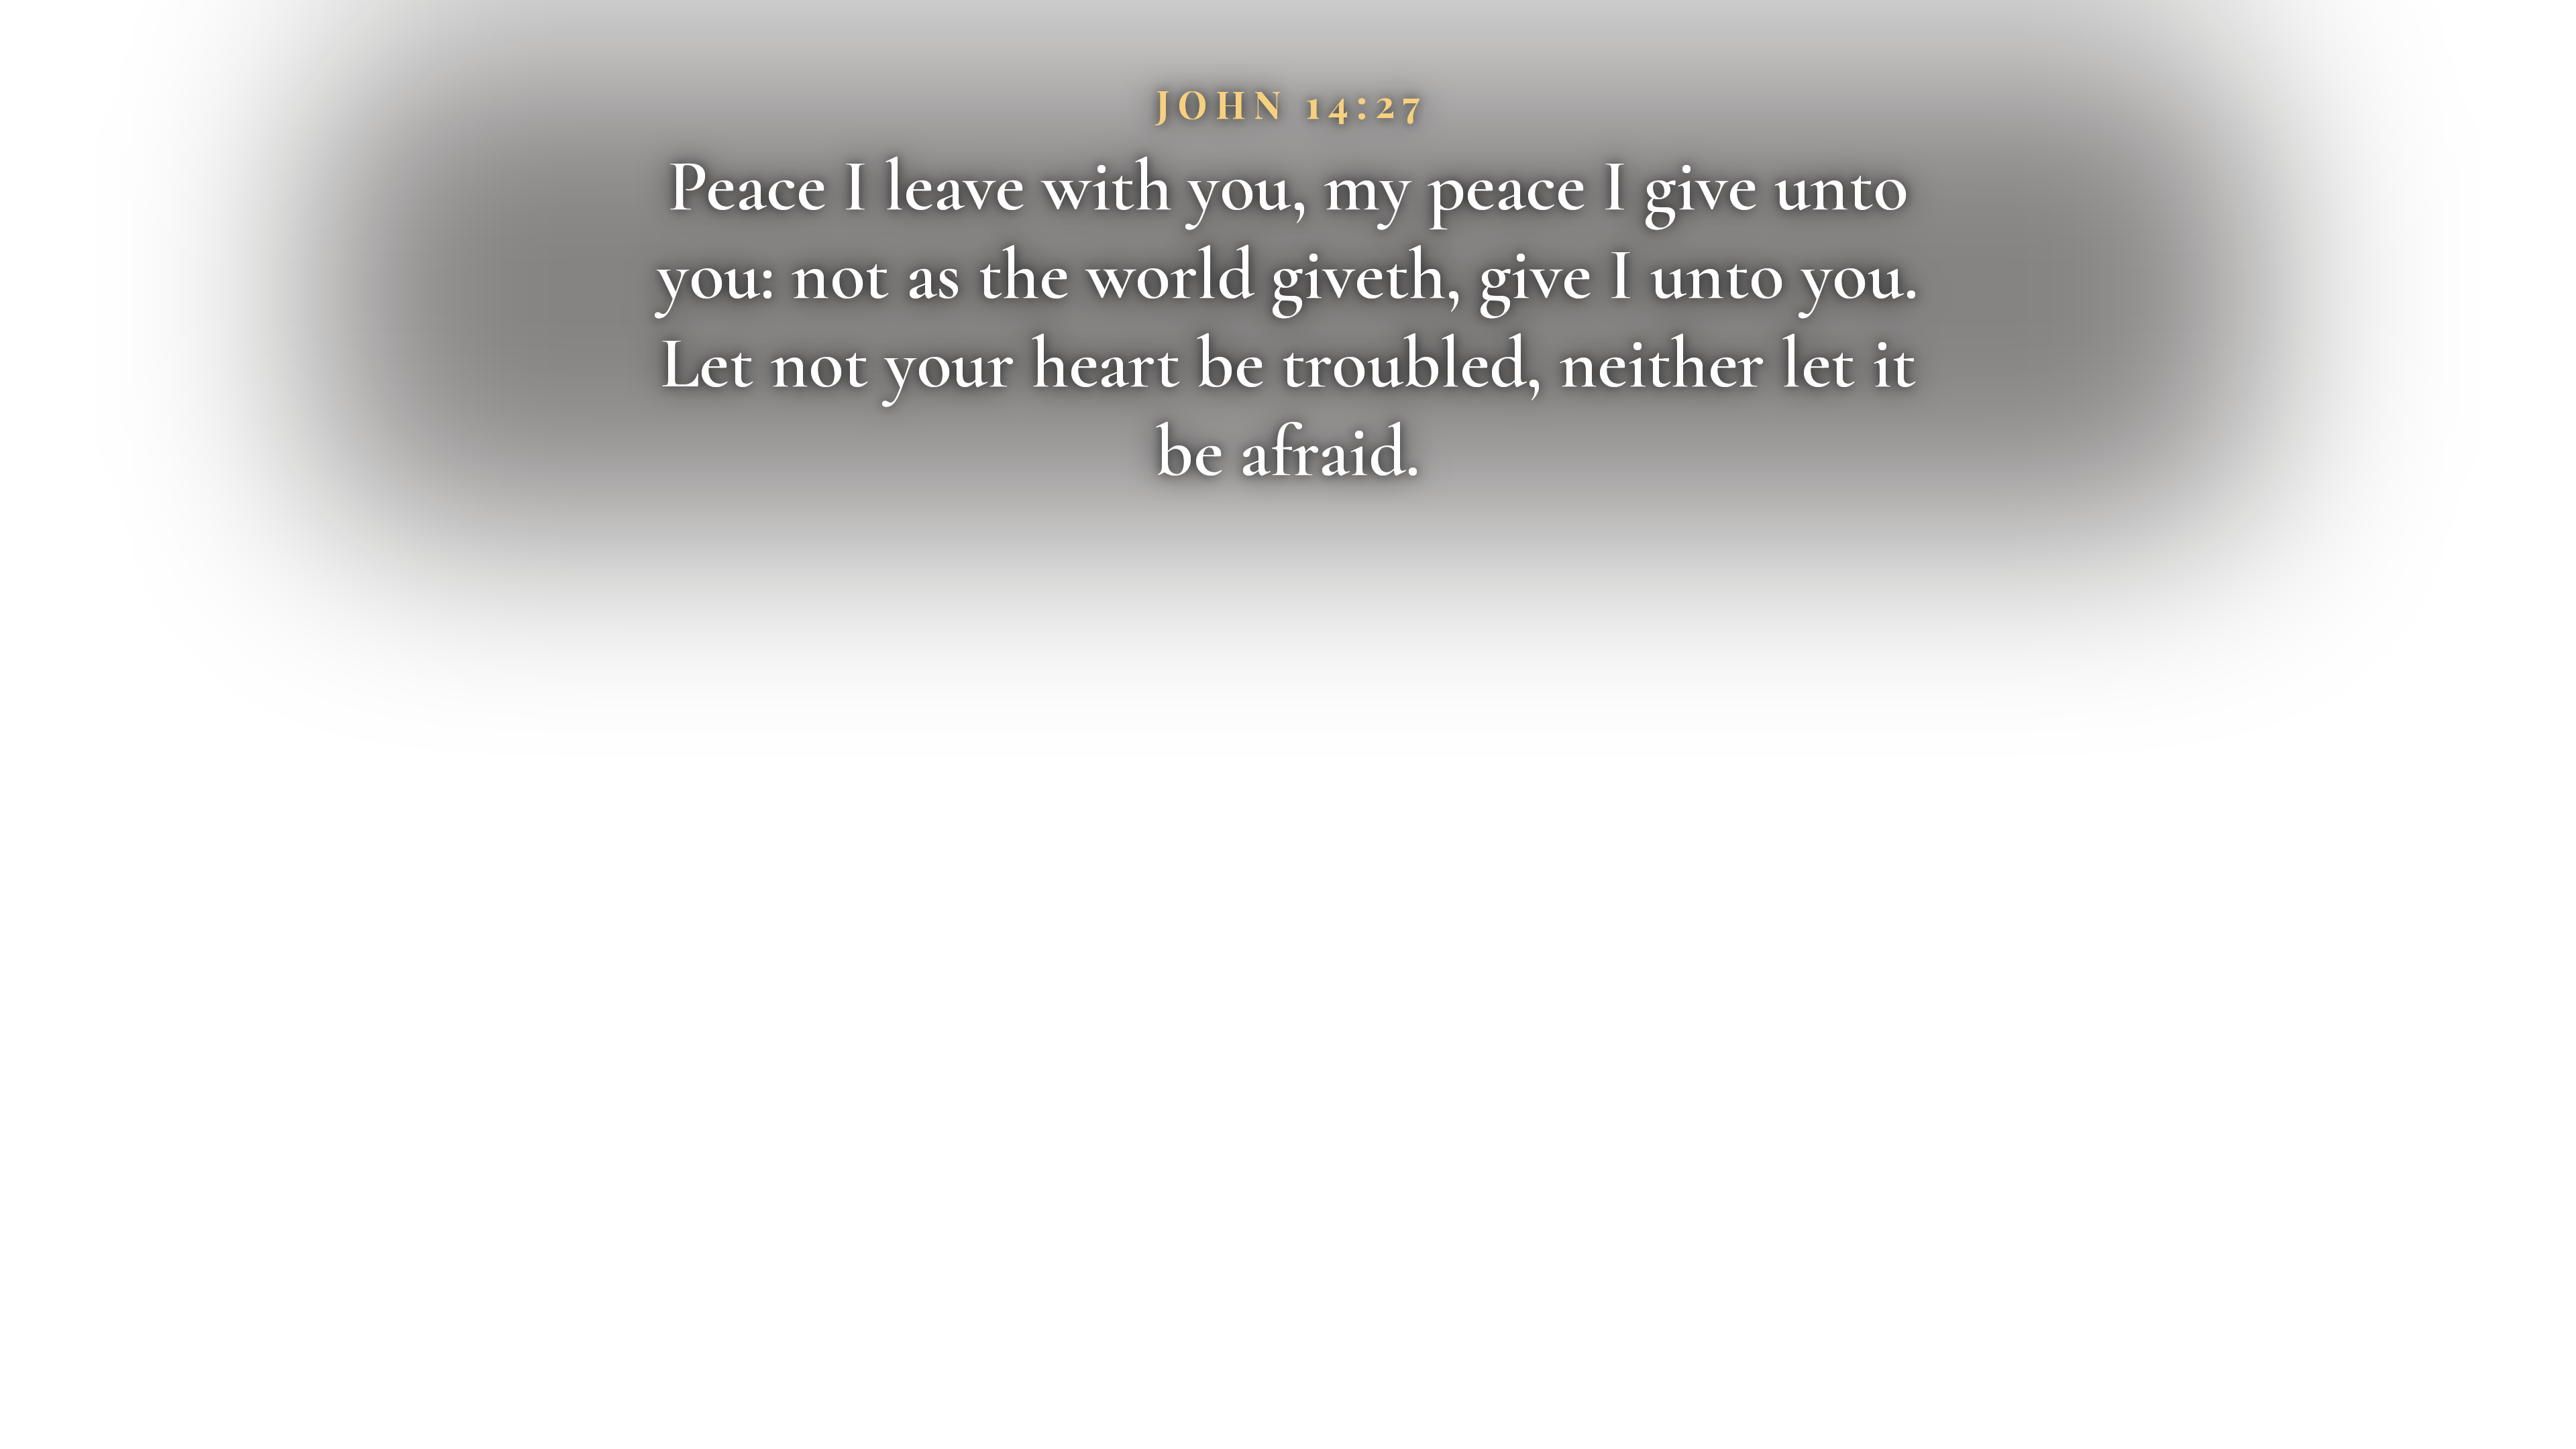 JOHN 14:27
Peace I leave with you, my peace I give unto
you: not as the world giveth, give I unto you.
Let not your heart be troubled, neither let it
be afraid.